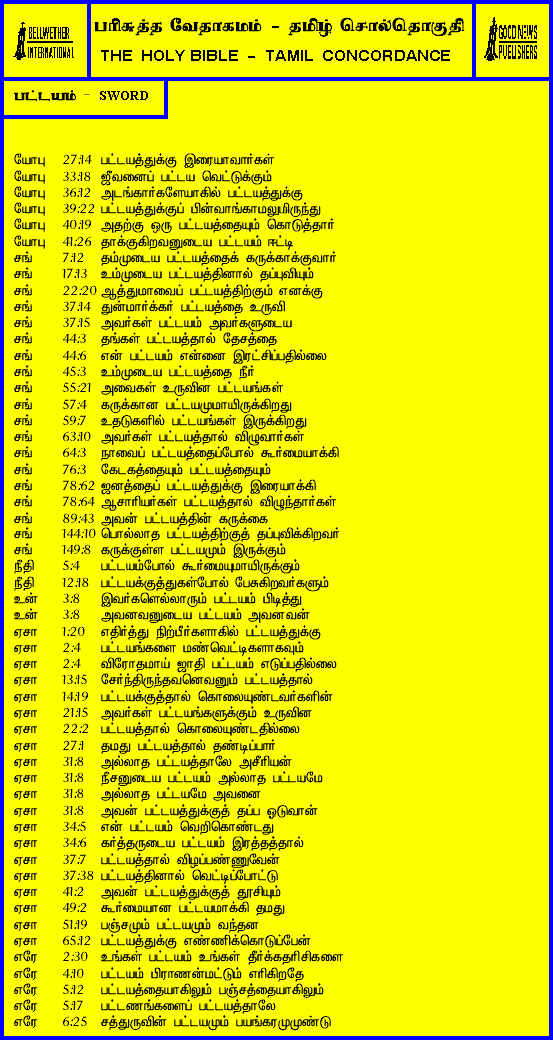 BELLWETHER
INTERNATIONAL
பரிசுத்த வேதாகமம் - தமிழ் சொல்தொகுதி
THE HOLY BIBLE - TAMIL CONCORDANCE
GOOD NEWS
PUBLISHERS
பட்டயம் - SWORD
யோபு 27:14 பட்டயத்துக்கு இரையாவார்கள்
யோபு 33:18 ஜீவனைப் பட்டய வெட்டுக்கும்
யோபு 36:12 அடங்கார்களேயாகில் பட்டயத்துக்கு
யோபு 39:22 பட்டயத்துக்குப் பின்வாங்காமலுமிருந்து
யோபு 40:19 அதற்கு ஒரு பட்டயத்தையும் கொடுத்தார்
யோபு 41:26 தாக்குகிறவனுடைய பட்டயம் ஈட்டி
சங் 7:12 தம்முடைய பட்டயத்தைக் கருக்காக்குவார்
சங் 17:13 உம்முடைய பட்டயத்தினால் தப்புவியும்
சங் 22:20 ஆத்துமாவைப் பட்டயத்திற்கும் எனக்கு
சங் 37:14 துன்மார்க்கர் பட்டயத்தை உருவி
சங் 37:15 அவர்கள் பட்டயம் அவர்களுடைய
சங் 44:3 தங்கள் பட்டயத்தால் தேசத்தை
சங் 44:6 என் பட்டயம் என்னை இரட்சிப்பதில்லை
சங் 45:3 உம்முடைய பட்டயத்தை நீர்
சங் 55:21 அவைகள் உருவின பட்டயங்கள்
சங் 57:4 கருக்கான பட்டயமுமாயிருக்கிறது
சங் 59:7 உதடுகளில் பட்டயங்கள் இருக்கிறது
சங் 63:10 அவர்கள் பட்டயத்தால் விழுவார்கள்
சங் 64:3 நாவைப் பட்டயத்தைப்போல் கூர்மையாக்கி
சங் 76:3 கேடகத்தையும் பட்டயத்தையும்
சங் 78:62 ஜனத்தைப் பட்டயத்துக்கு இரையாக்கி
சங் 78:64 ஆசாரியர்கள் பட்டயத்தால் விழுந்தார்கள்
சங் 89:43 அவன் பட்டயத்தின் கருக்கை
சங் 144:10 பொல்லாத பட்டயத்திற்குத் தப்புவிக்கிறவர்
சங் 149:8 கருக்குள்ள பட்டயமும் இருக்கும்
நீதி 5:4 பட்டயம்போல் கூர்மையுமாயிருக்கும்
நீதி 12:18 பட்டயக்குத்துகள்போல் பேசுகிறவர்களும்
உன் 3:8 இவர்களெல்லாரும் பட்டயம் பிடித்து
உன் 3:8 அவனவனுடைய பட்டயம் அவனவன்
ஏசா 1:20 எதிர்த்து நிற்பீர்களாகில் பட்டயத்துக்கு
ஏசா 2:4 பட்டயங்களை மண்வெட்டிகளாகவும்
ஏசா 2:4 விரோதமாய் ஜாதி பட்டயம் எடுப்பதில்லை
ஏசா 13:15 சேர்ந்திருந்தவனெவனும் பட்டயத்தால்
ஏசா 14:19 பட்டயக்குத்தால் கொலையுண்டவர்களின்
ஏசா 21:15 அவர்கள் பட்டயங்களுக்கும் உருவின
ஏசா 22:2 பட்டயத்தால் கொலையுண்டதில்லை
ஏசா 27:1 தமது பட்டயத்தால் தண்டிப்பார்
ஏசா 31:8 அல்லாத பட்டயத்தாலே அசீரியன்
ஏசா 31:8 நீசனுடைய பட்டயம் அல்லாத பட்டயமே
ஏசா 31:8 அல்லாத பட்டயமே அவனை
ஏசா 31:8 அவன் பட்டயத்துக்குத் தப்ப ஓடுவான்
ஏசா 34:5 என் பட்டயம் வெறிகொண்டது
ஏசா 34:6 கர்த்தருடைய பட்டயம் இரத்தத்தால்
ஏசா 37:7 பட்டயத்தால் விழப்பண்ணுவேன்
ஏசா 37:38 பட்டயத்தினால் வெட்டிப்போட்டு
ஏசா 41:2 அவன் பட்டயத்துக்குத் தூசியும்
ஏசா 49:2 கூர்மையான பட்டயமாக்கி தமது
ஏசா 51:19 பஞ்சமும் பட்டயமும் வந்தன
ஏசா 65:12 பட்டயத்துக்கு எண்ணிக்கொடுப்பேன்
எரே 2:30 உங்கள் பட்டயம் உங்கள் தீர்க்கதரிசிகளை
எரே 4:10 பட்டயம் பிராணன்மட்டும் எரிகிறதே
எரே 5:12 பட்டயத்தையாகிலும் பஞ்சத்தையாகிலும்
எரே 5:17 பட்டணங்களைப் பட்டயத்தாலே
எரே 6:25 சத்துருவின் பட்டயமும் பயங்கரமுமுண்டு